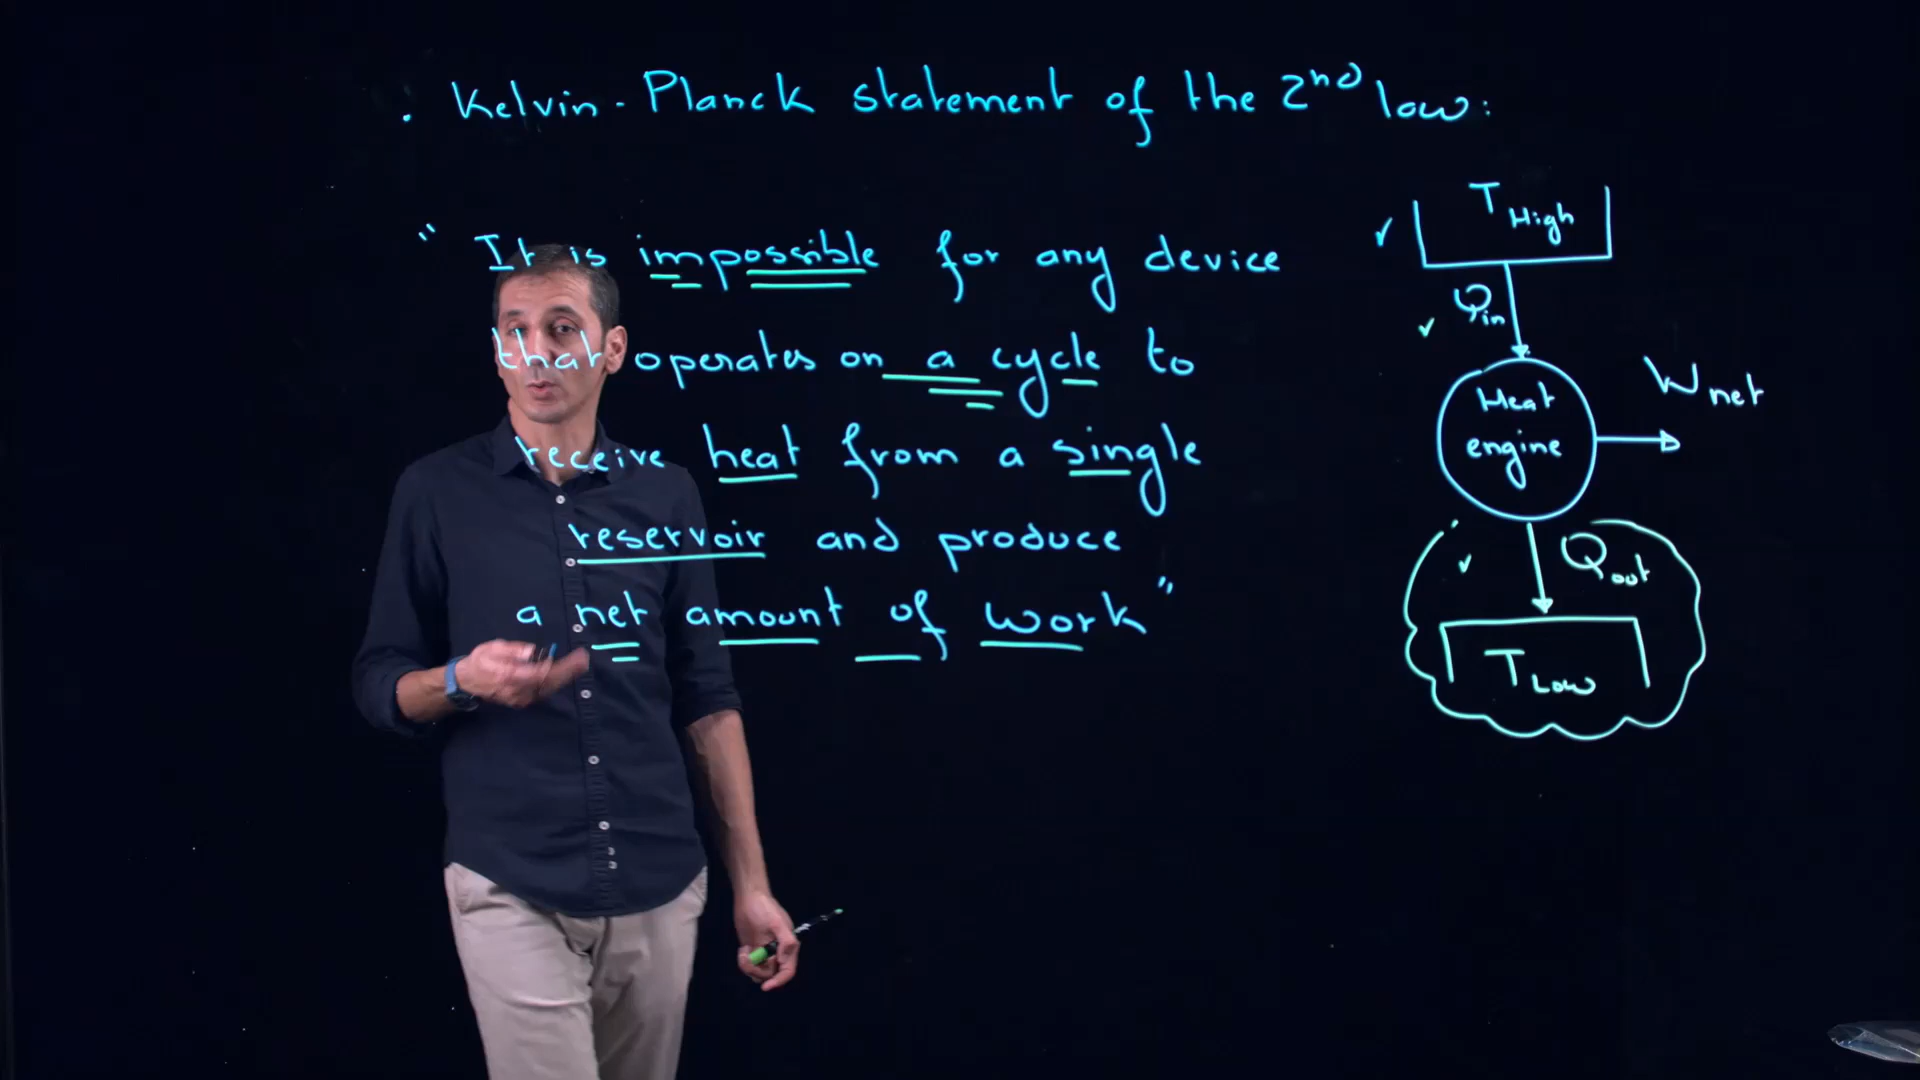 . Kelvin - Planck statement of the 2nd law:
" It is impossible for any device
that operates on a cycle to
receive heat from a single
reservoir and produce
a net amount of work "
T High
Q in
Heat
engine
W net
Q out
T Low